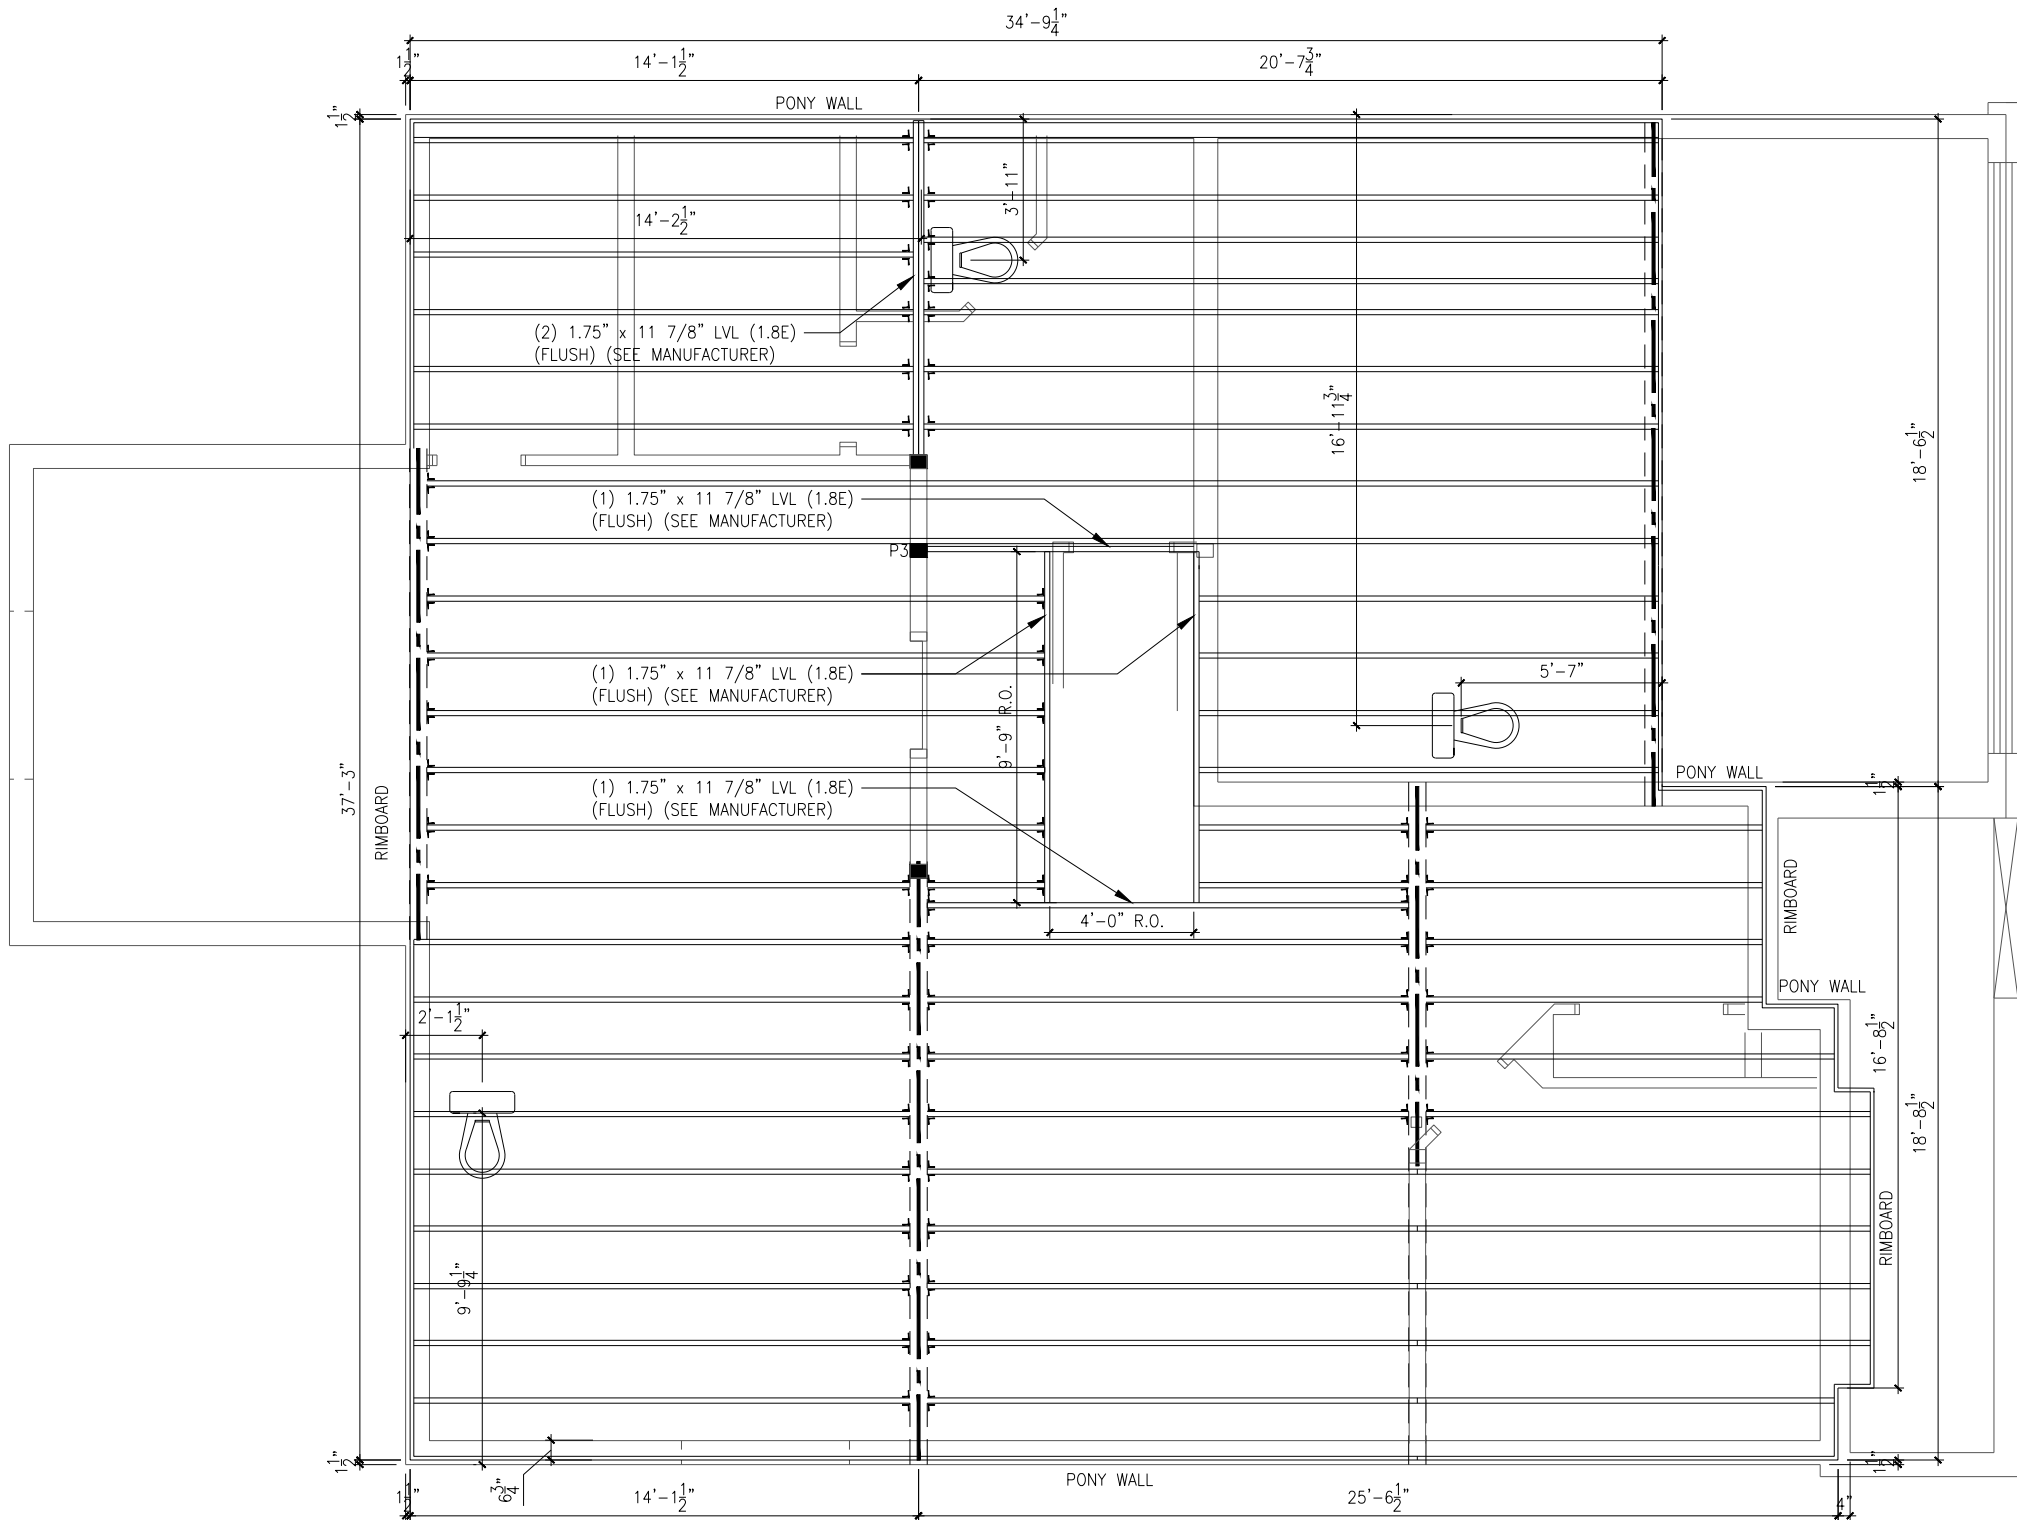 34'-9 1/4"
1 1/2"
14'-1 1/2"
20'-7 3/4"
PONY WALL
1 1/2"
3'-11"
14'-2 1/2"
(2) 1.75" x 11 7/8" LVL (1.8E)
(FLUSH) (SEE MANUFACTURER)
16'-11 3/4"
18'-6 1/2"
(1) 1.75" x 11 7/8" LVL (1.8E)
(FLUSH) (SEE MANUFACTURER)
P3
(1) 1.75" x 11 7/8" LVL (1.8E)
(FLUSH) (SEE MANUFACTURER)
9'-9" R.O.
5'-7"
37'-3"
RIMBOARD
(1) 1.75" x 11 7/8" LVL (1.8E)
(FLUSH) (SEE MANUFACTURER)
PONY WALL
1 1/2"
RIMBOARD
4'-0" R.O.
PONY WALL
2'-1 1/2"
16'-8 1/2"
18'-8 1/2"
RIMBOARD
9'-9 1/4"
1 1/2"
6 3/4"
PONY WALL
1 1/2"
1 1/2"
14'-1 1/2"
25'-6 1/2"
4"